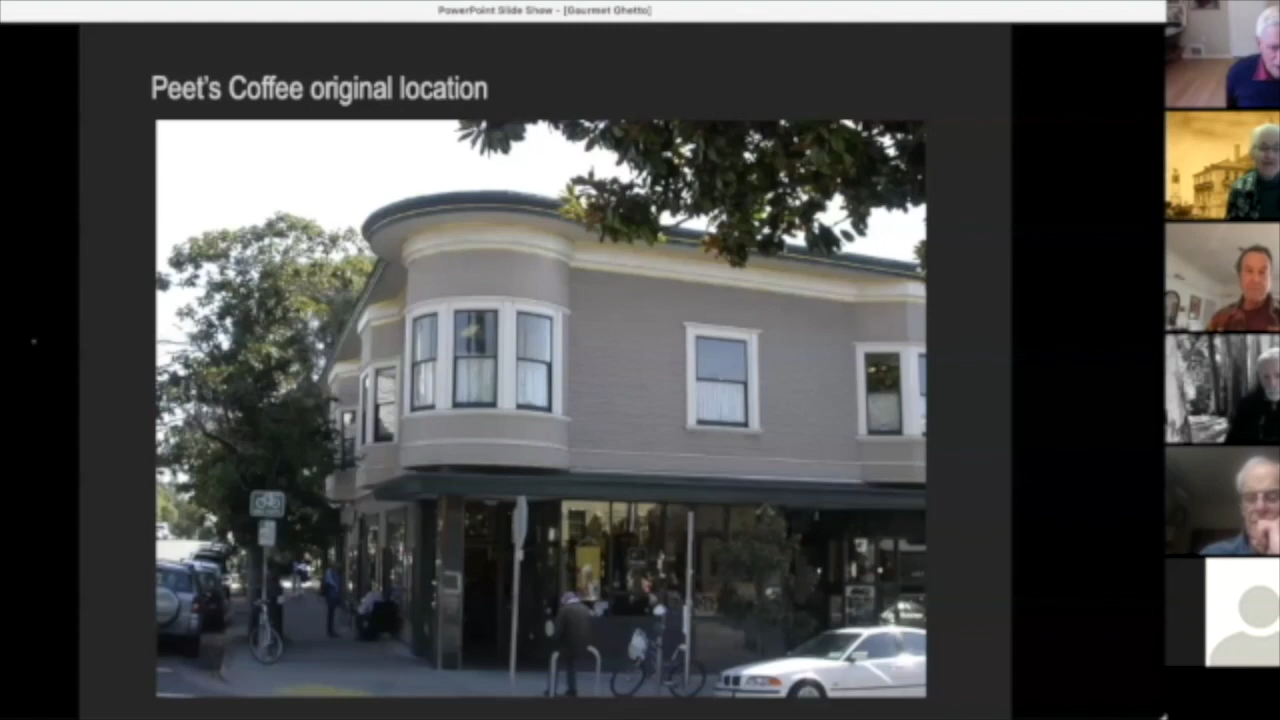 PowerPoint Slide Show - [Gourmet Ghetto]
Peet's Coffee original location